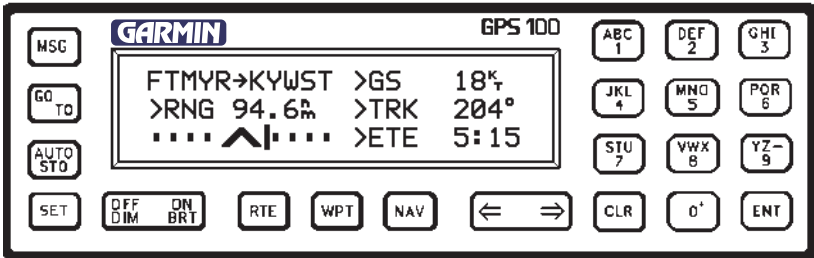 GARMIN GPS 100
MSG
GO TO
AUTO STO
FTMYR→KYWST >GS 18ᴷₜ
>RNG 94.6ⁿₘ >TRK 204°
>ETE 5:15
ABC 1 DEF 2 GHI 3
JKL 4 MNO 5 PQR 6
STU 7 VWX 8 YZ- 9
SET OFF DIM ON BRT RTE WPT NAV ⇐ ⇒ CLR 0⁺ ENT